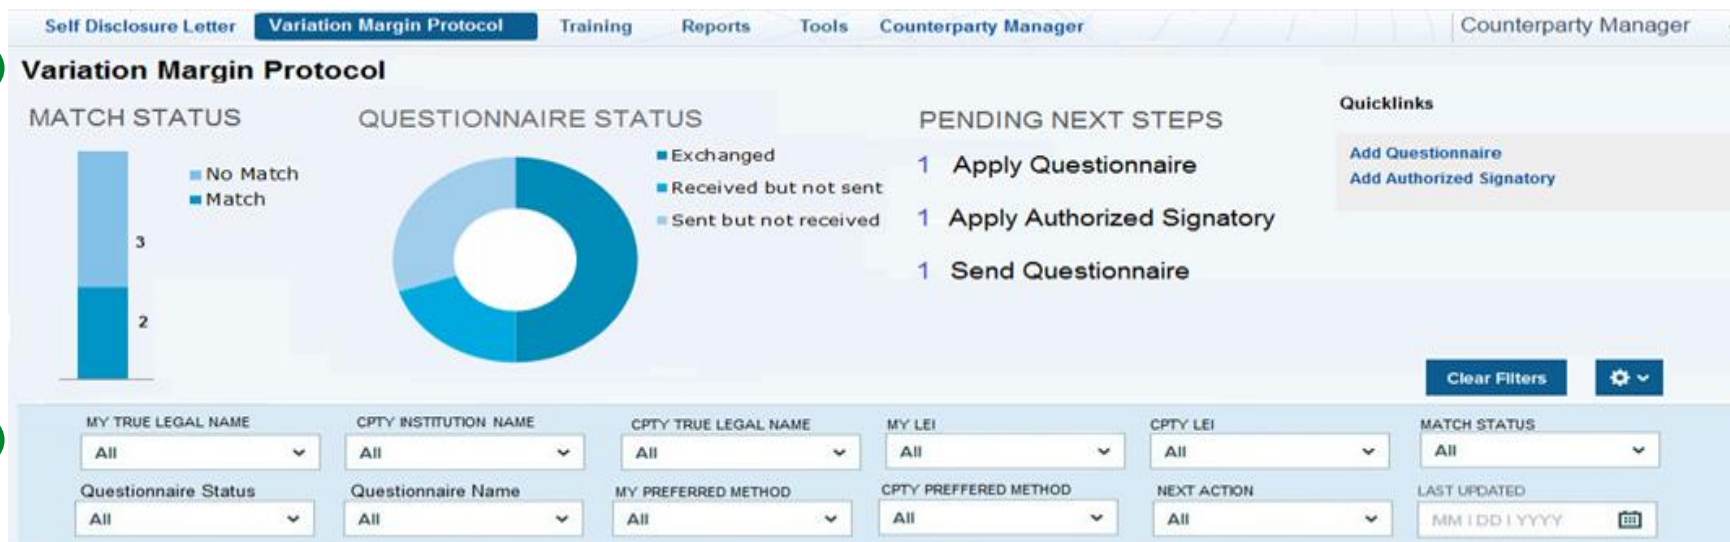 Self Disclosure Letter
Variation Margin Protocol
Training
Reports
Tools
Counterparty Manager
Counterparty Manager
Variation Margin Protocol
MATCH STATUS
No Match
Match
3
2
QUESTIONNAIRE STATUS
Exchanged
Received but not sent
Sent but not received
PENDING NEXT STEPS
1 Apply Questionnaire
1 Apply Authorized Signatory
1 Send Questionnaire
Quicklinks
Add Questionnaire
Add Authorized Signatory
Clear Filters
MY TRUE LEGAL NAME
All
CPTY INSTITUTION NAME
All
CPTY TRUE LEGAL NAME
All
MY LEI
All
CPTY LEI
All
MATCH STATUS
All
Questionnaire Status
All
Questionnaire Name
All
MY PREFERRED METHOD
All
CPTY PREFFERED METHOD
All
NEXT ACTION
All
LAST UPDATED
MM I DD I YYYY